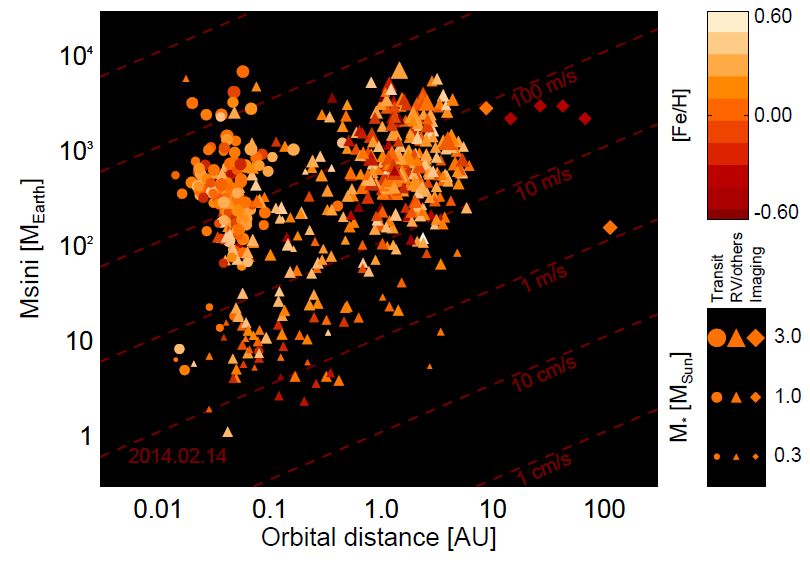 10⁴
10³
10²
10
1
Msini [M_Earth]
100 m/s
10 m/s
1 m/s
10 cm/s
1 cm/s
2014.02.14
0.01 0.1 1.0 10 100
Orbital distance [AU]
0.60
0.00
-0.60
[Fe/H]
Transit
RV/others
Imaging
3.0
1.0
0.3
M* [M_Sun]